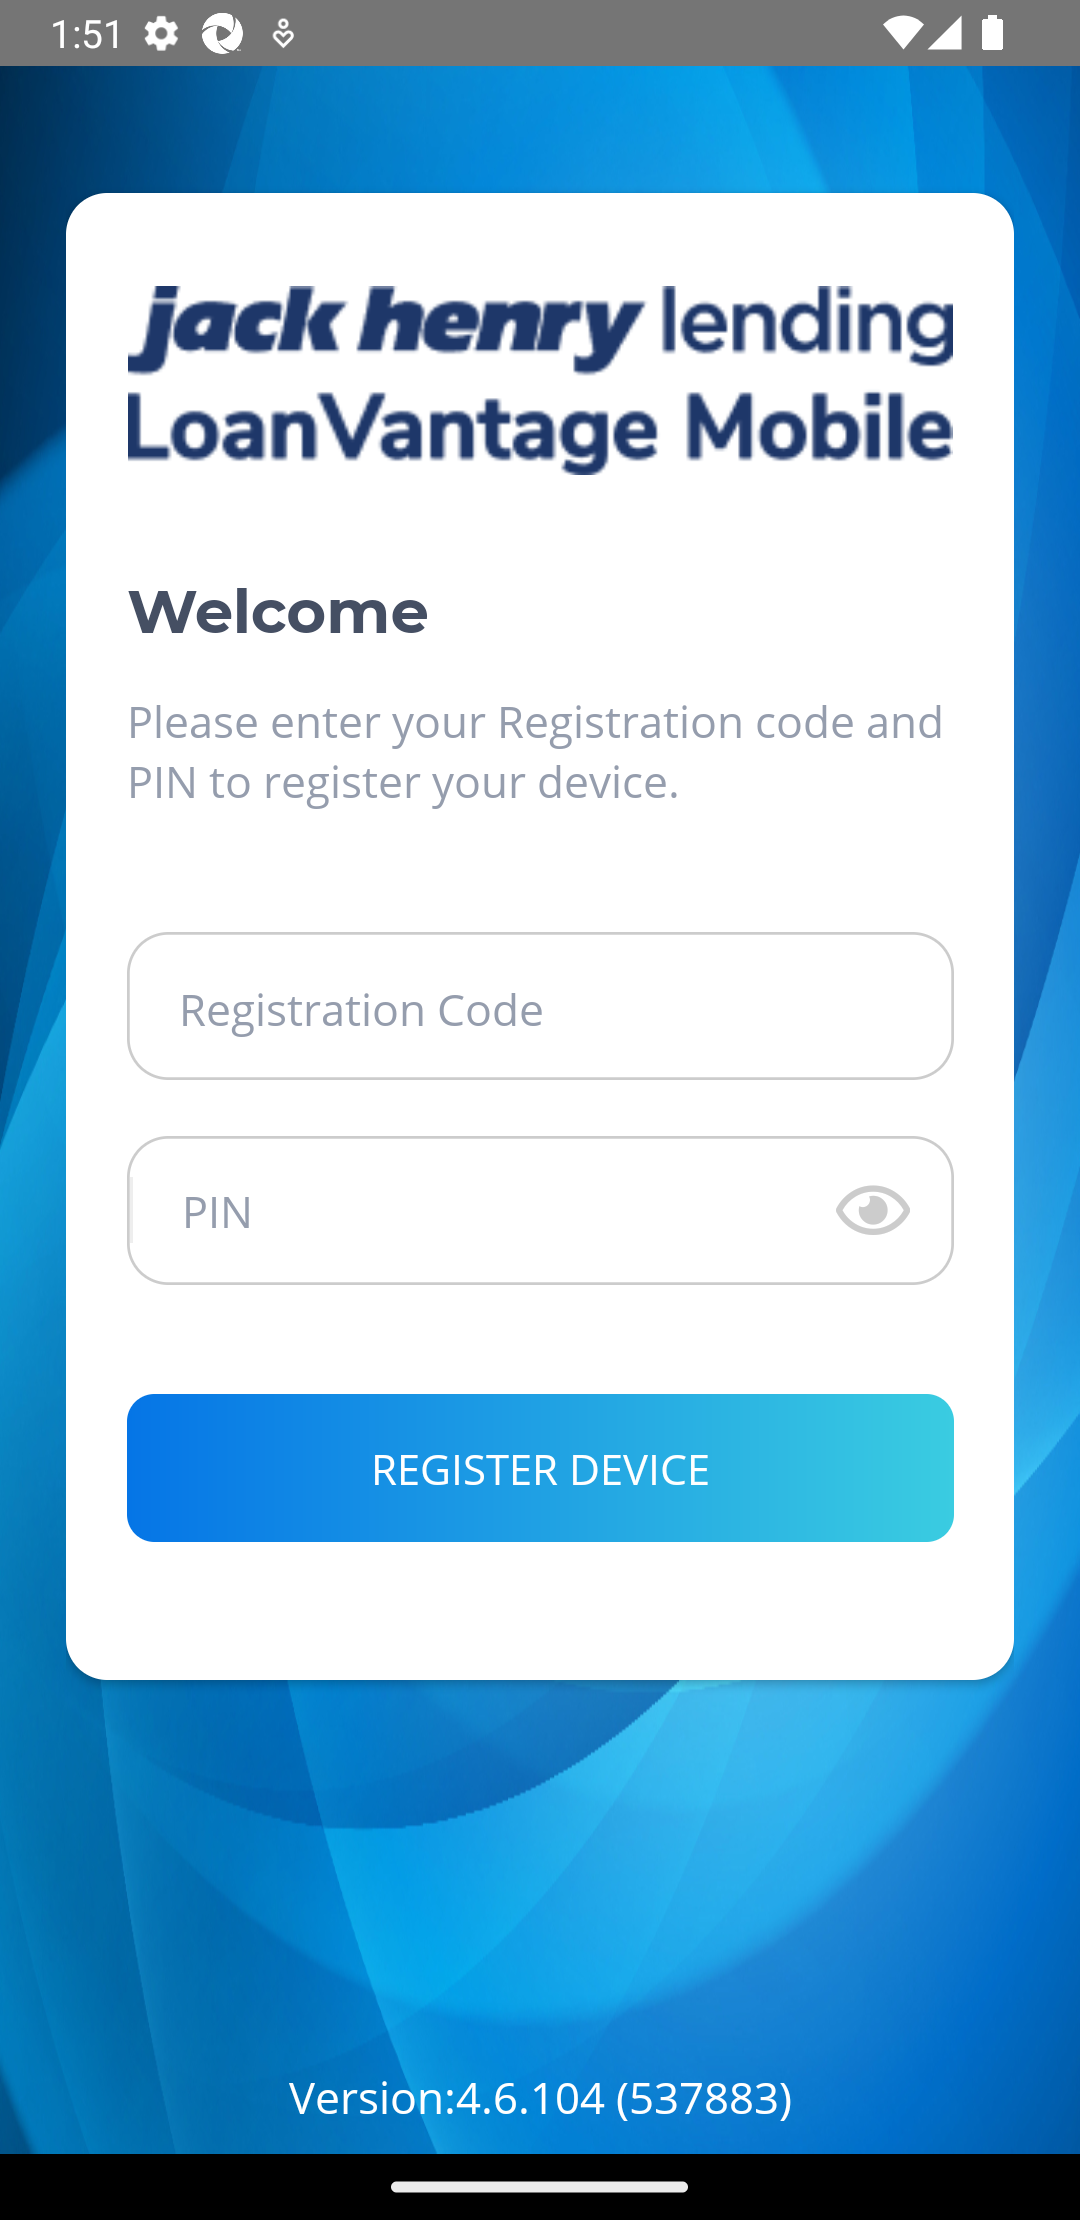 1:51
jack henry lending
LoanVantage Mobile
Welcome
Please enter your Registration code and
PIN to register your device.
Registration Code
PIN
REGISTER DEVICE
Version:4.6.104 (537883)